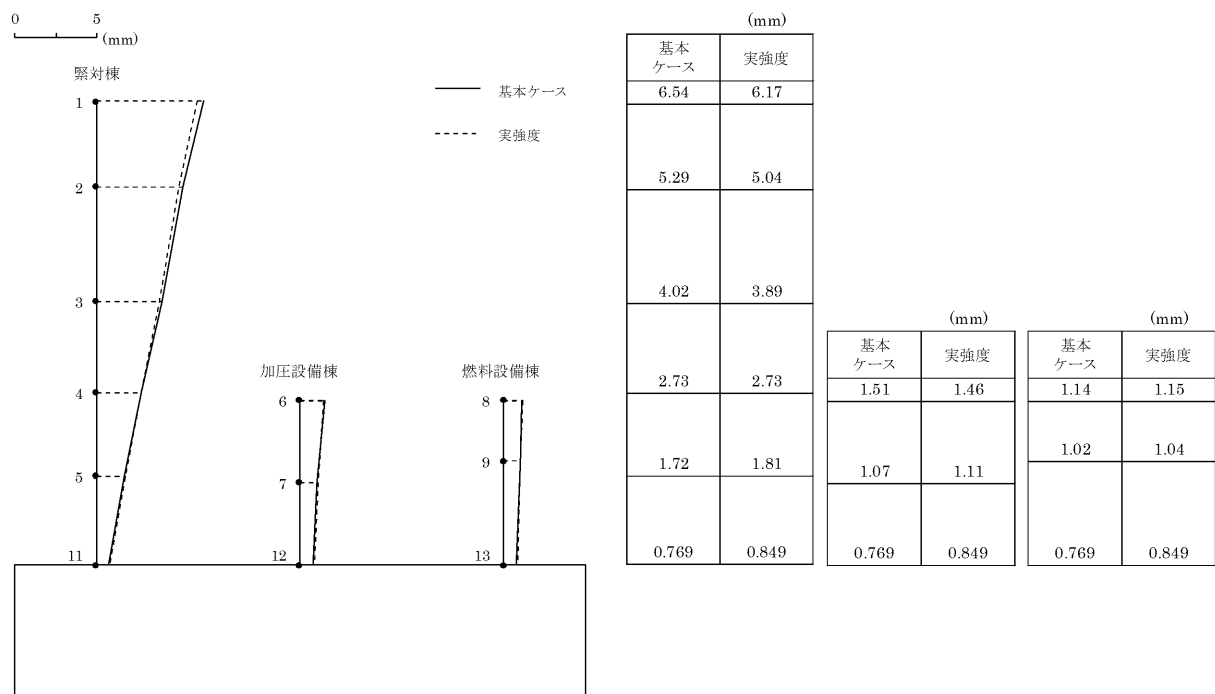 0 5
(mm)
緊対棟
1
2
3
4
5
11
基本ケース
実強度
加圧設備棟
6
7
12
燃料設備棟
8
9
13
(mm)
基本
ケース
実強度
6.54 6.17
5.29 5.04
4.02 3.89
2.73 2.73
1.72 1.81
0.769 0.849
(mm)
基本
ケース
実強度
1.51 1.46
1.07 1.11
0.769 0.849
(mm)
基本
ケース
実強度
1.14 1.15
1.02 1.04
0.769 0.849